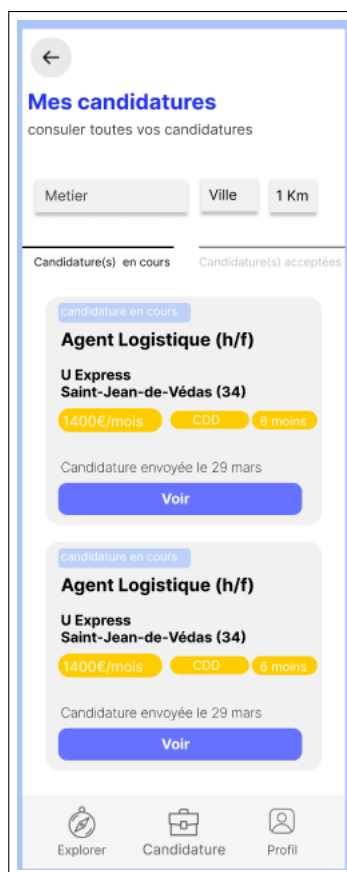 Mes candidatures
consuler toutes vos candidatures
Metier Ville 1 Km
Candidature(s) en cours Candidature(s) acceptées
candidature en cours
Agent Logistique (h/f)
U Express
Saint-Jean-de-Védas (34)
1400€/mois CDD 6 moins
Candidature envoyée le 29 mars
Voir
candidature en cours
Agent Logistique (h/f)
U Express
Saint-Jean-de-Védas (34)
1400€/mois CDD 6 moins
Candidature envoyée le 29 mars
Voir
Explorer Candidature Profil